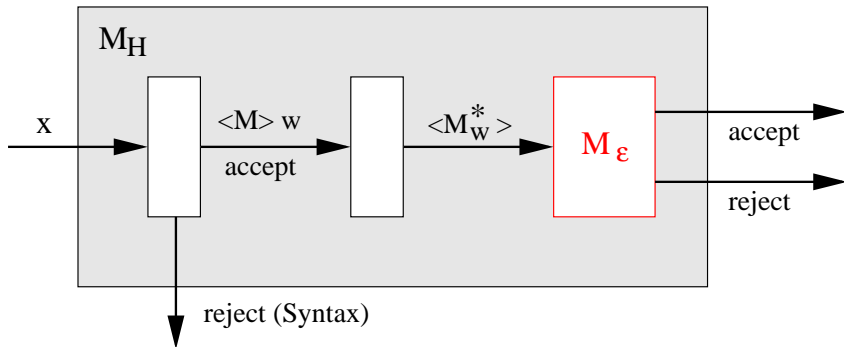 M_H
x
<M> w
accept
<M_w^*>
M_ε
accept
reject
reject (Syntax)